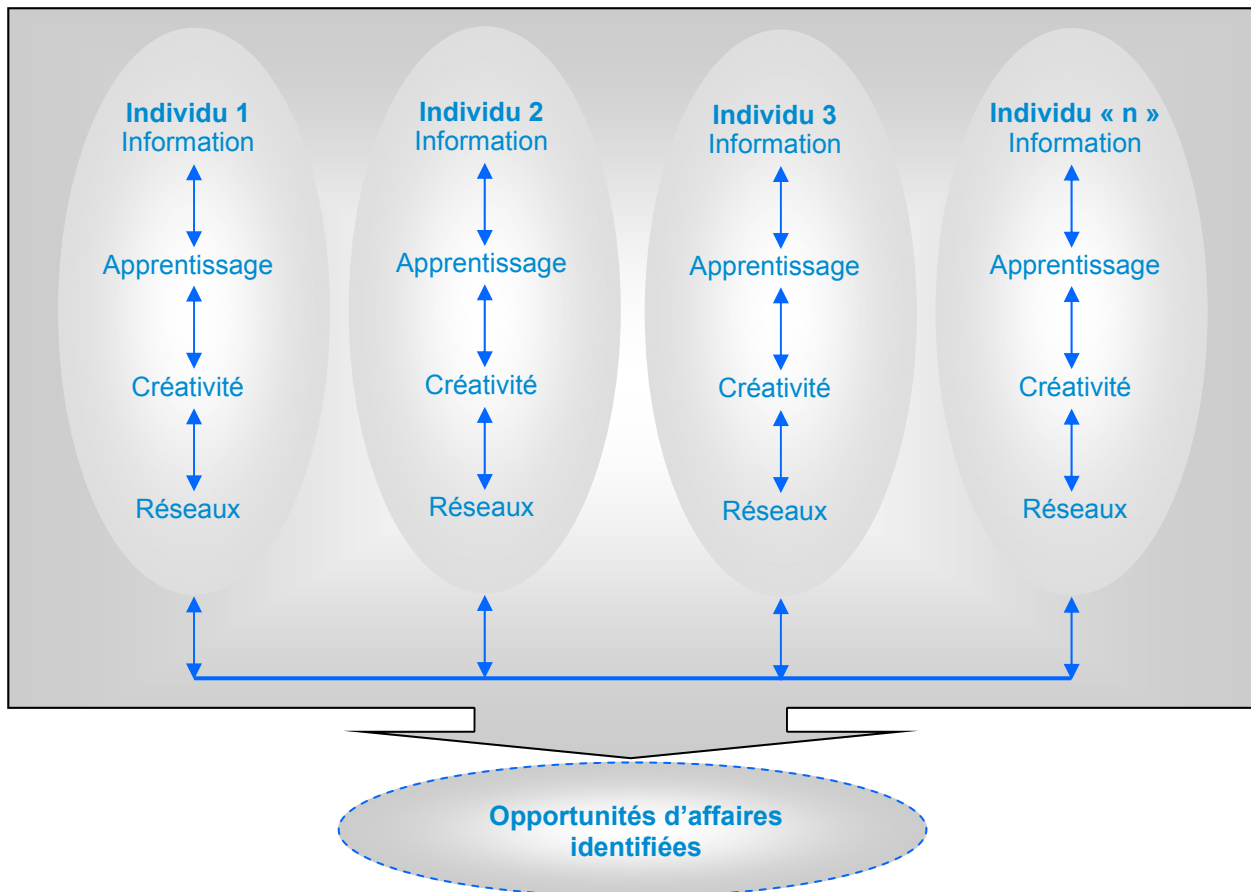 Individu 1
Information
Apprentissage
Créativité
Réseaux
Individu 2
Information
Apprentissage
Créativité
Réseaux
Individu 3
Information
Apprentissage
Créativité
Réseaux
Individu « n »
Information
Apprentissage
Créativité
Réseaux
Opportunités d’affaires
identifiées